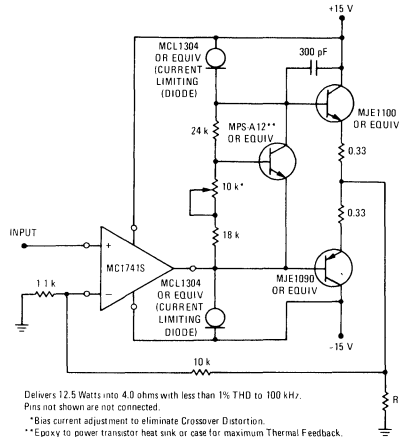 +15 V
MCL1304
OR EQUIV
(CURRENT
LIMITING
(DIODE)
300 pF
MJE1100
OR EQUIV
24 k
MPS-A12**
OR EQUIV
0.33
10 k*
0.33
18 k
INPUT
+
MC1741S
–
1 1 k
MCL1304
OR EQUIV
(CURRENT
LIMITING
DIODE)
MJE1090
OR EQUIV
-15 V
10 k
R
Delivers 12.5 Watts into 4.0 ohms with less than 1% THD to 100 kHz.
Pins not shown are not connected.
*Bias current adjustment to eliminate Crossover Distortion.
**Epoxy to power transistor heat sink or case for maximum Thermal Feedback.